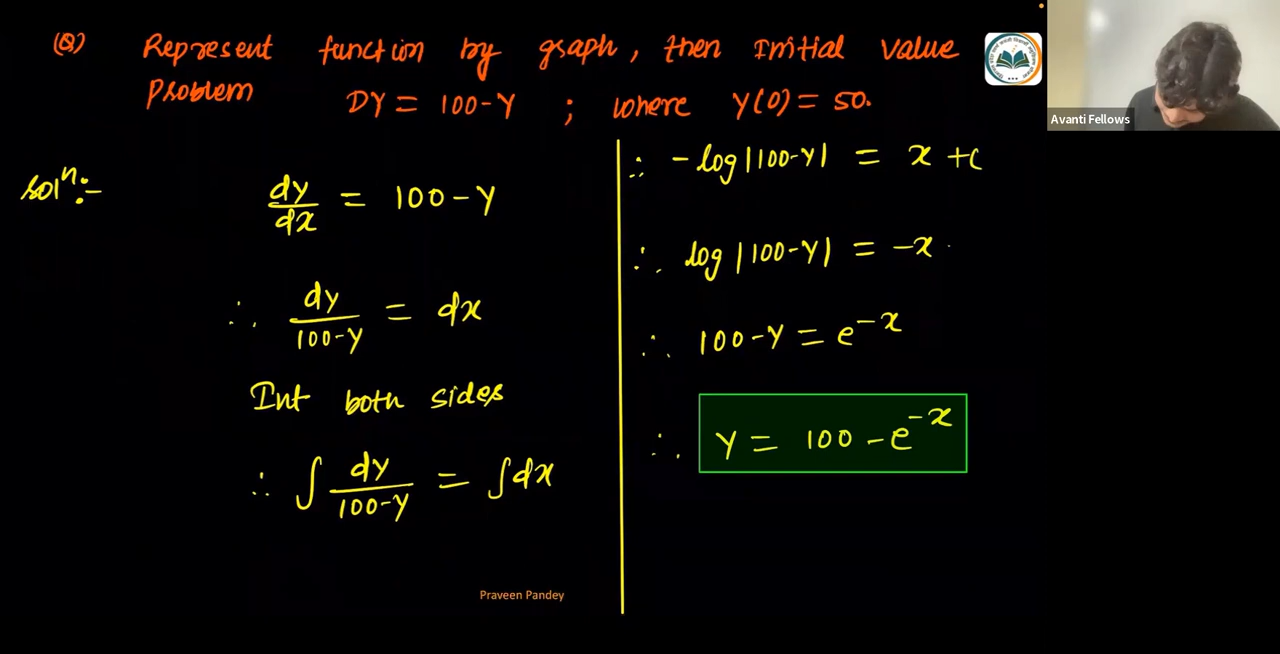 (Q) Represent function by graph, then Initial value
Problem DY = 100-Y ; where Y(0) = 50.
Soln:-
dy/dx = 100-Y
∴ dy/100-Y = dx
Int both sides
∴ ∫ dy/100-Y = ∫dx
∴ -log|100-Y| = x + C
∴ log|100-Y| = -x
∴ 100-Y = e^-x
∴ Y = 100 - e^-x
Praveen Pandey
Avanti Fellows